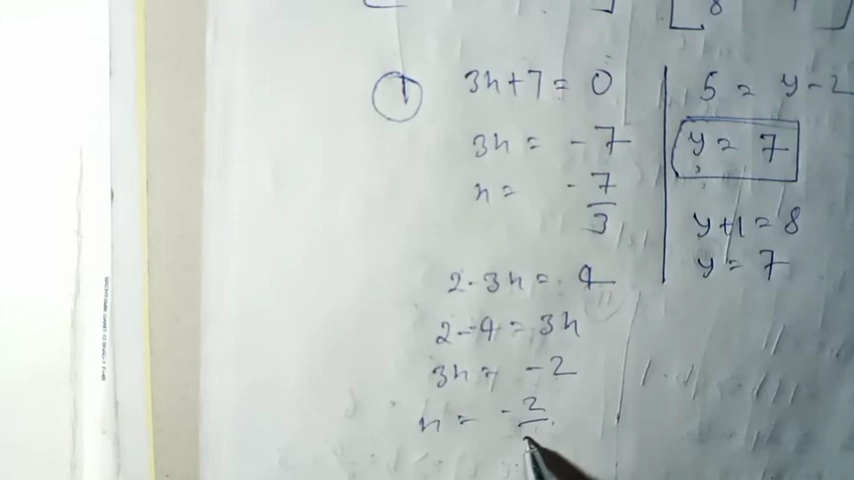 8
① 3x+7 = 0
3x = -7
x = -7/3
2-3x = 4
2-4 = 3x
3x = -2
x = -2/
5 = y-2
y = 7
y+1 = 8
y = 7